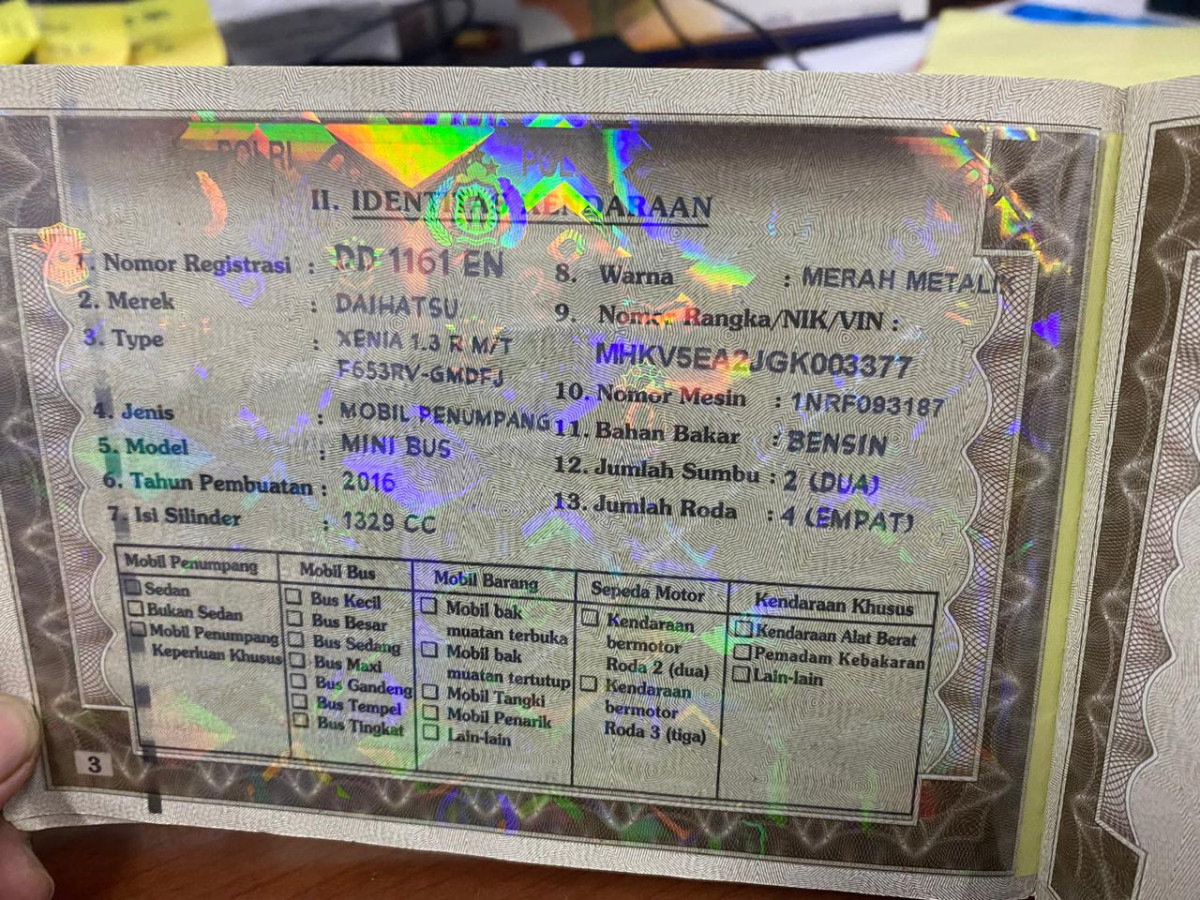 POLRI
II. IDENTITAS KENDARAAN
1. Nomor Registrasi : DD 1161 EN
2. Merek : DAIHATSU
3. Type : XENIA 1.3 R M/T
F653RV-GMDFJ
4. Jenis : MOBIL PENUMPANG
5. Model : MINI BUS
6. Tahun Pembuatan : 2016
7. Isi Silinder : 1329 CC
8. Warna : MERAH METALIK
9. Nomor Rangka/NIK/VIN :
MHKV5EA2JGK003377
10. Nomor Mesin : 1NRF093187
11. Bahan Bakar : BENSIN
12. Jumlah Sumbu : 2 (DUA)
13. Jumlah Roda : 4 (EMPAT)
Mobil Penumpang
Sedan
Bukan Sedan
Mobil Penumpang
Keperluan Khusus
Mobil Bus
Bus Kecil
Bus Besar
Bus Sedang
Bus Maxi
Bus Gandeng
Bus Tempel
Bus Tingkat
Mobil Barang
Mobil bak
muatan terbuka
Mobil bak
muatan tertutup
Mobil Tangki
Mobil Penarik
Lain-lain
Sepeda Motor
Kendaraan
bermotor
Roda 2 (dua)
Kendaraan
bermotor
Roda 3 (tiga)
Kendaraan Khusus
Kendaraan Alat Berat
Pemadam Kebakaran
Lain-lain
3